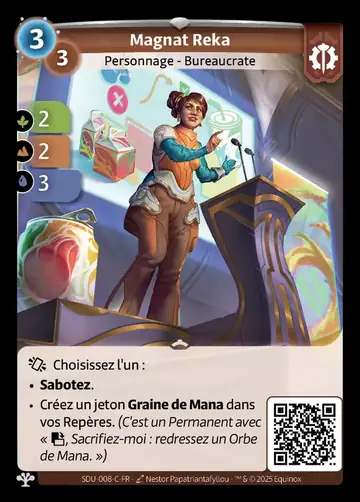 Magnat Reka
3
3
Personnage - Bureaucrate
2
2
3
Choisissez l'un :
• Sabotez.
• Créez un jeton Graine de Mana dans
vos Repères. (C'est un Permanent avec
« , Sacrifiez-moi : redressez un Orbe
de Mana. »)
SDU-008-C-FR - Nestor Papatriantafyllou - ™ & © 2025 Equinox